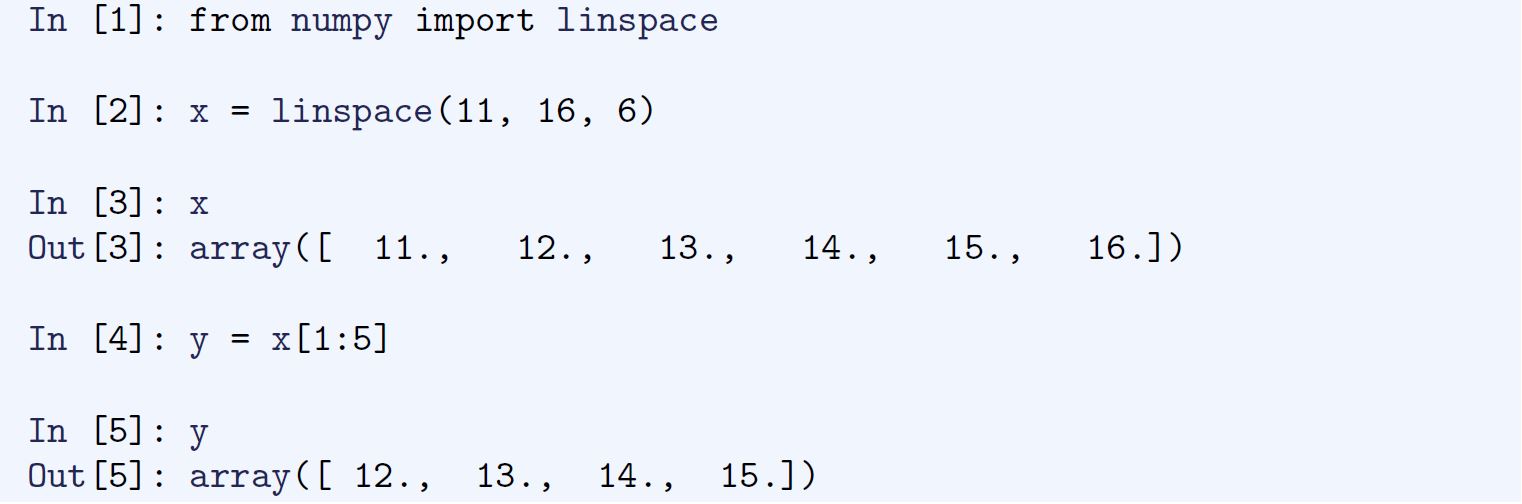 In [1]: from numpy import linspace
In [2]: x = linspace(11, 16, 6)
In [3]: x
Out[3]: array([  11.,   12.,   13.,   14.,   15.,   16.])
In [4]: y = x[1:5]
In [5]: y
Out[5]: array([ 12.,  13.,  14.,  15.])